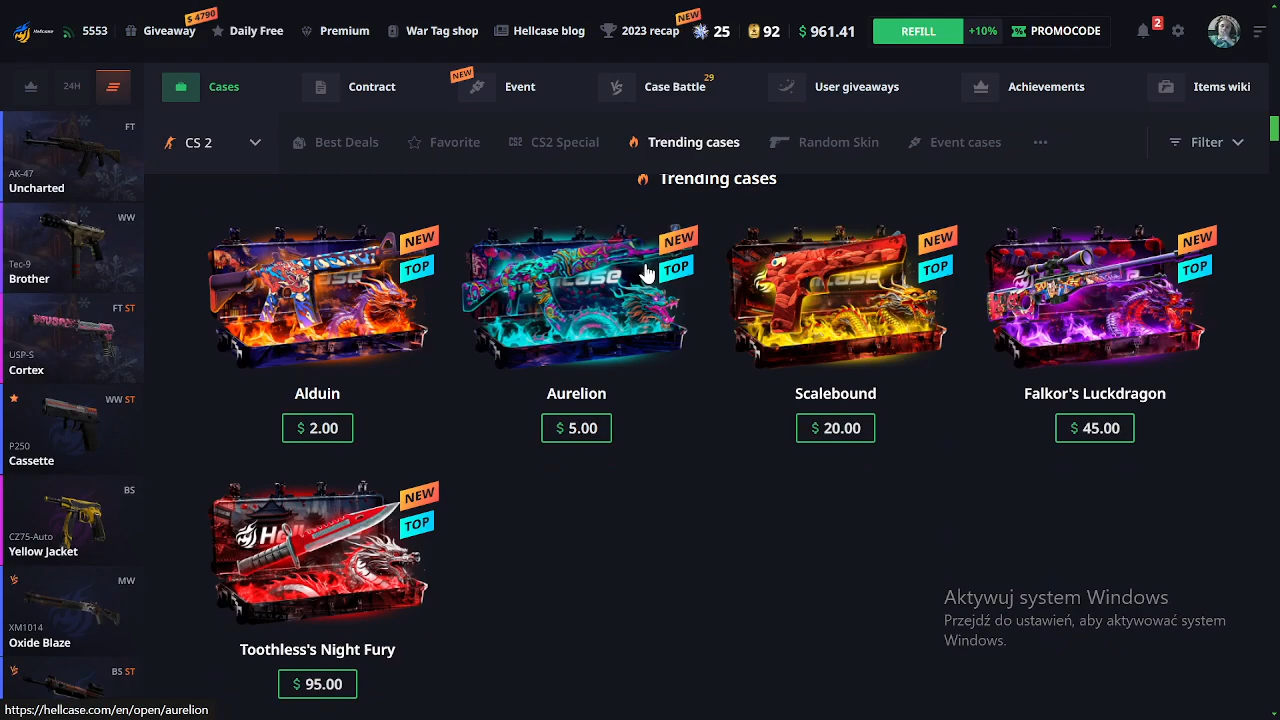 Hellcase 5553 Giveaway $ 4790 Daily Free Premium War Tag shop Hellcase blog 2023 recap NEW 25 92 $ 961.41 REFILL +10% PROMOCODE 2
24H Cases Contract NEW Event Case Battle 29 User giveaways Achievements Items wiki
CS 2 Best Deals Favorite CS2 CS2 Special Trending cases Random Skin Event cases ... Filter
Trending cases
FT
AK-47
Uncharted
WW
Tec-9
Brother
FT ST
USP-S
Cortex
WW ST
P250
Cassette
BS
CZ75-Auto
Yellow Jacket
MW
XM1014
Oxide Blaze
BS ST
NEW
TOP
Alduin
$ 2.00
case
NEW
TOP
Aurelion
$ 5.00
case
NEW
TOP
Scalebound
$ 20.00
NEW
TOP
Falkor's Luckdragon
$ 45.00
NEW
TOP
Toothless's Night Fury
$ 95.00
Aktywuj system Windows
Przejdź do ustawień, aby aktywować system
Windows.
https://hellcase.com/en/open/aurelion